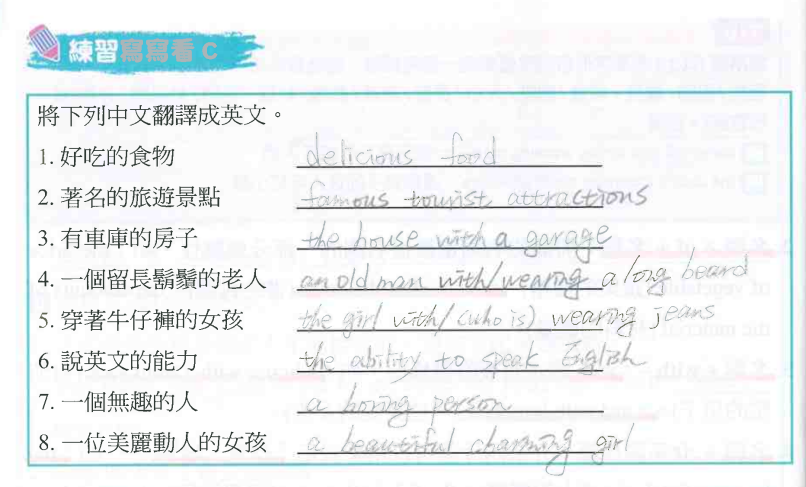 練習寫寫看 C
將下列中文翻譯成英文。
1. 好吃的食物 delicious food
2. 著名的旅遊景點 famous tourist attractions
3. 有車庫的房子 the house with a garage
4. 一個留長鬍鬚的老人 an old man with/wearing a long beard
5. 穿著牛仔褲的女孩 the girl with/(who is) wearing jeans
6. 說英文的能力 the ability to speak English
7. 一個無趣的人 a boring person
8. 一位美麗動人的女孩 a beautiful charming girl